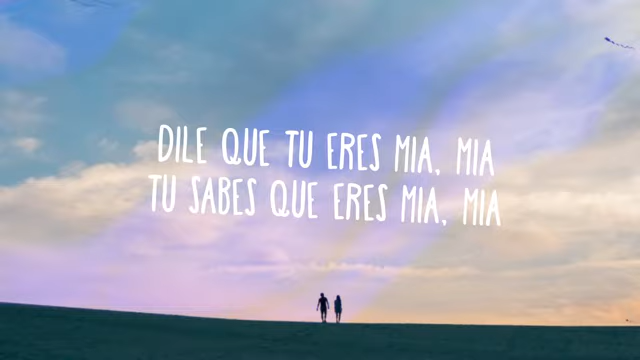 DILE QUE TU ERES MIA, MIA
TU SABES QUE ERES MIA, MIA